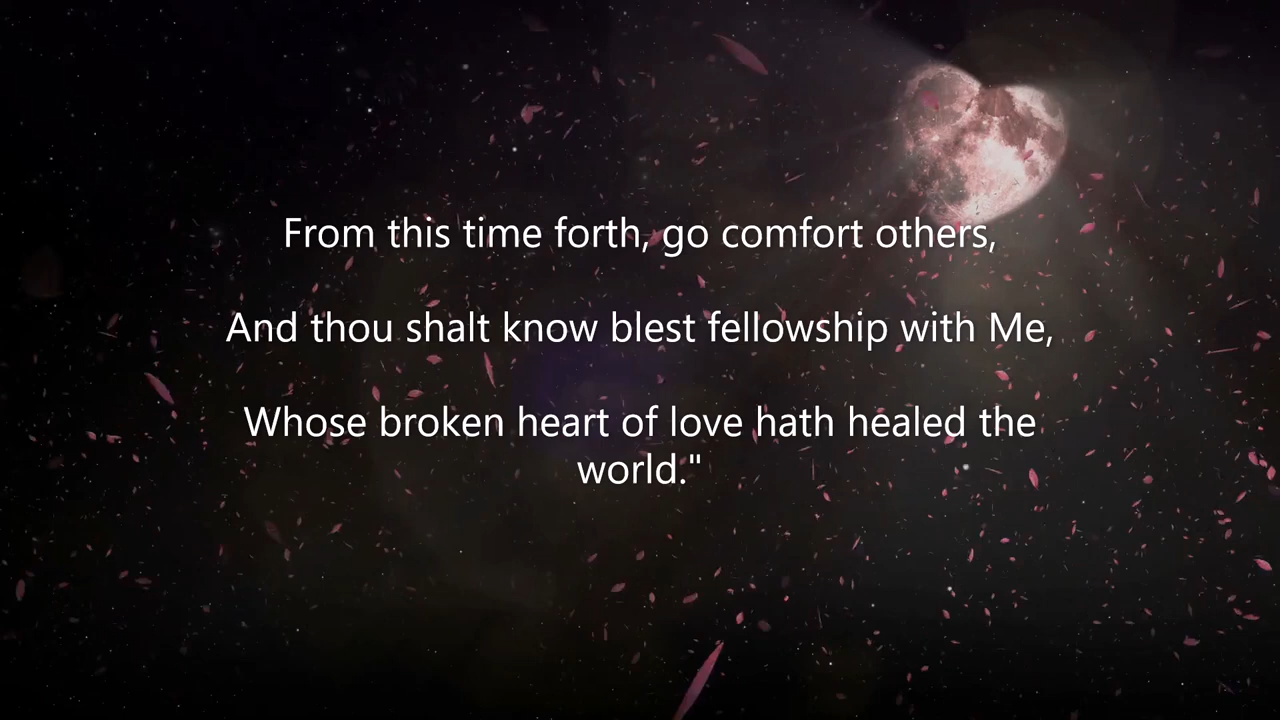 From this time forth, go comfort others,
And thou shalt know blest fellowship with Me,
Whose broken heart of love hath healed the
world."